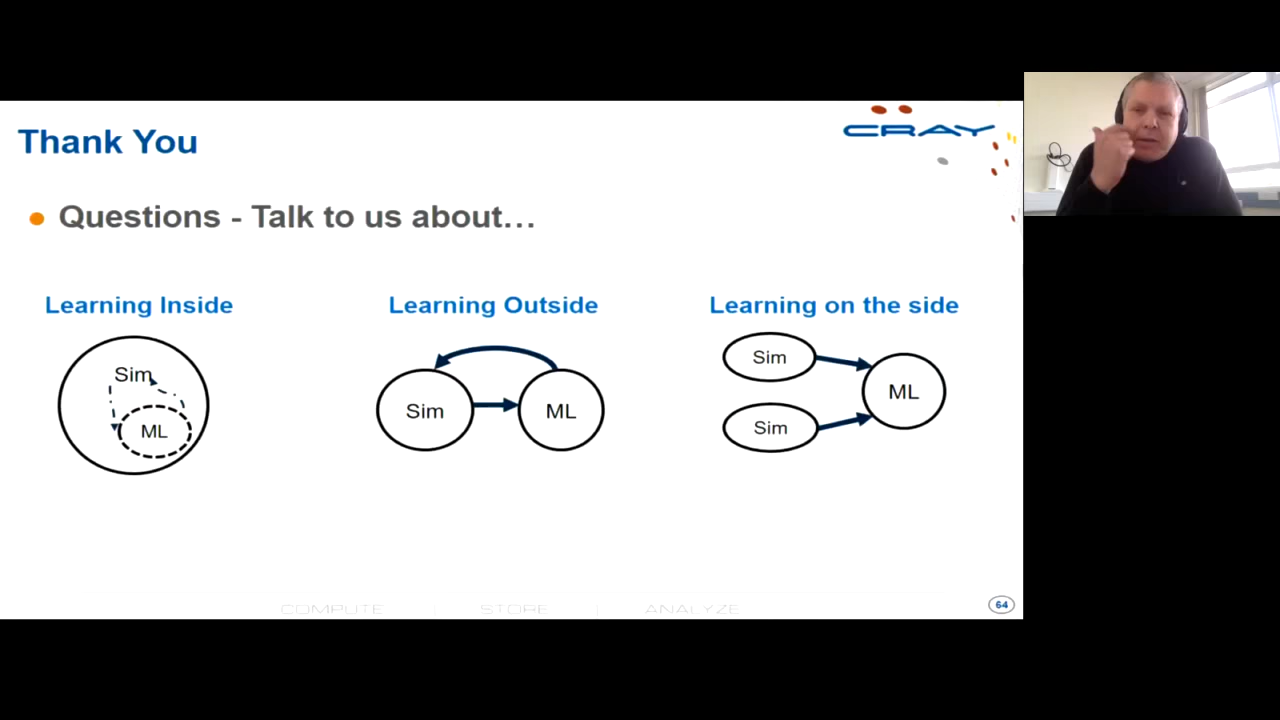 Thank You
CRAY
Questions - Talk to us about…
Learning Inside
Learning Outside
Learning on the side
Sim
ML
Sim
ML
Sim
Sim
ML
COMPUTE | STORE | ANALYZE
64